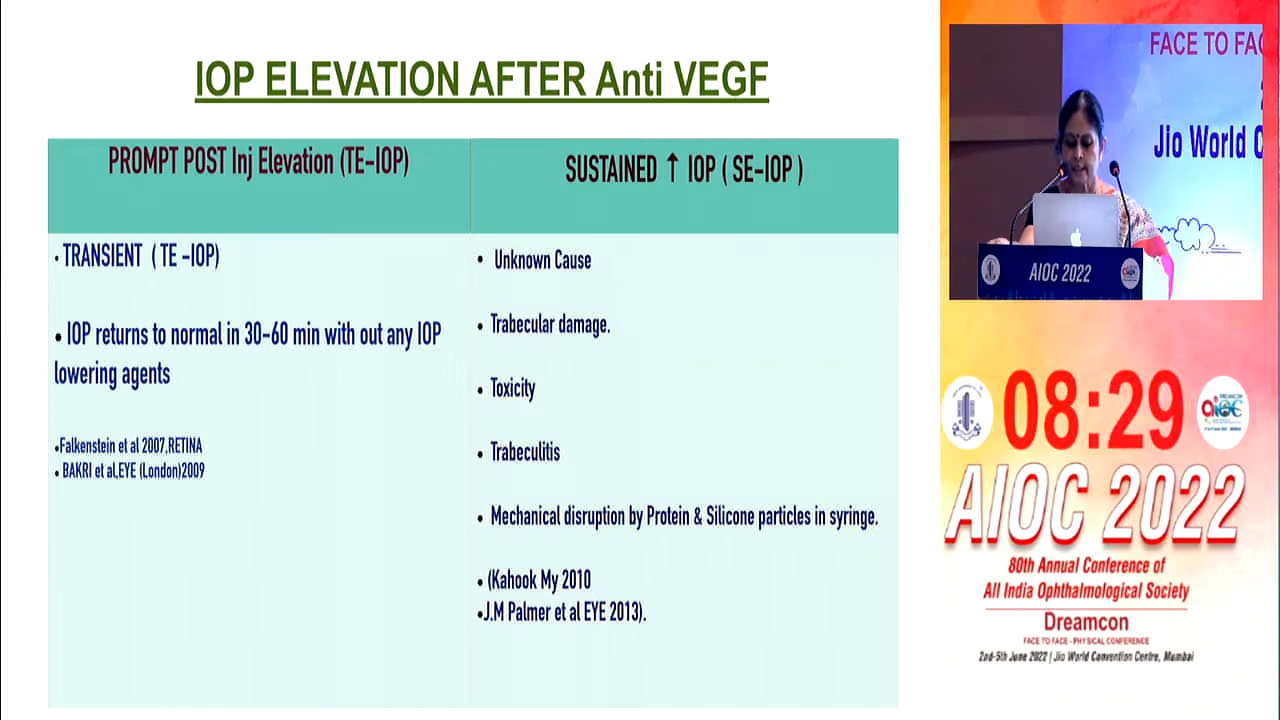 IOP ELEVATION AFTER Anti VEGF
PROMPT POST Inj Elevation (TE-IOP)
• TRANSIENT ( TE -IOP)
• IOP returns to normal in 30-60 min with out any IOP
lowering agents
•Falkenstein et al 2007,RETINA
• BAKRI et al,EYE (London)2009
SUSTAINED ↑ IOP ( SE-IOP )
• Unknown Cause
• Trabecular damage.
• Toxicity
• Trabeculitis
• Mechanical disruption by Protein & Silicone particles in syringe.
• (Kahook My 2010
•J.M Palmer et al EYE 2013).
FACE TO FAC
Jio World C
AIOC 2022
08:29
AIOC 2022
80th Annual Conference of
All India Ophthalmological Society
Dreamcon
FACE TO FACE - PHYSICAL CONFERENCE
2nd-5th June 2022 | Jio World Convention Centre, Mumbai